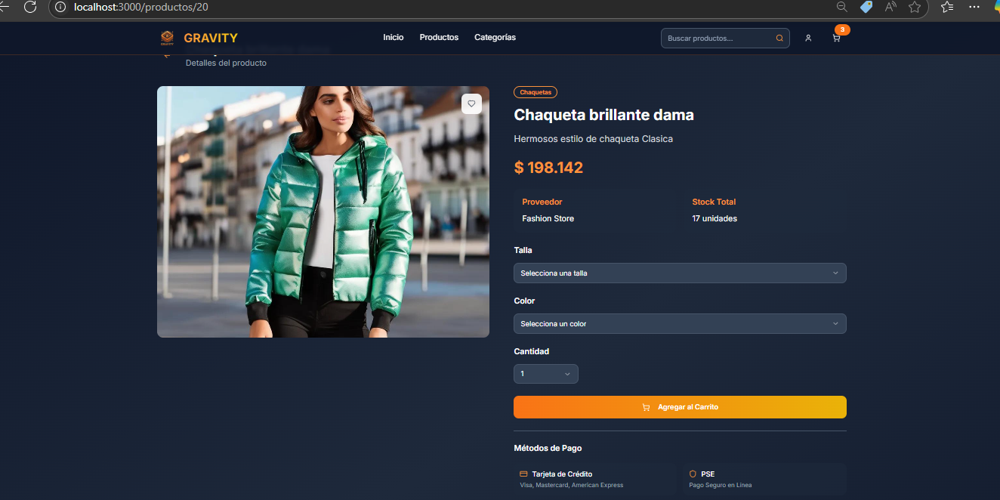 localhost:3000/productos/20
GRAVITY
Inicio
Productos
Categorías
Buscar productos...
3
Detalles del producto
Chaquetas
Chaqueta brillante dama
Hermosos estilo de chaqueta Clasica
$ 198.142
Proveedor
Stock Total
Fashion Store
17 unidades
Talla
Selecciona una talla
Color
Selecciona un color
Cantidad
1
Agregar al Carrito
Métodos de Pago
Tarjeta de Crédito
Visa, Mastercard, American Express
PSE
Pago Seguro en Línea